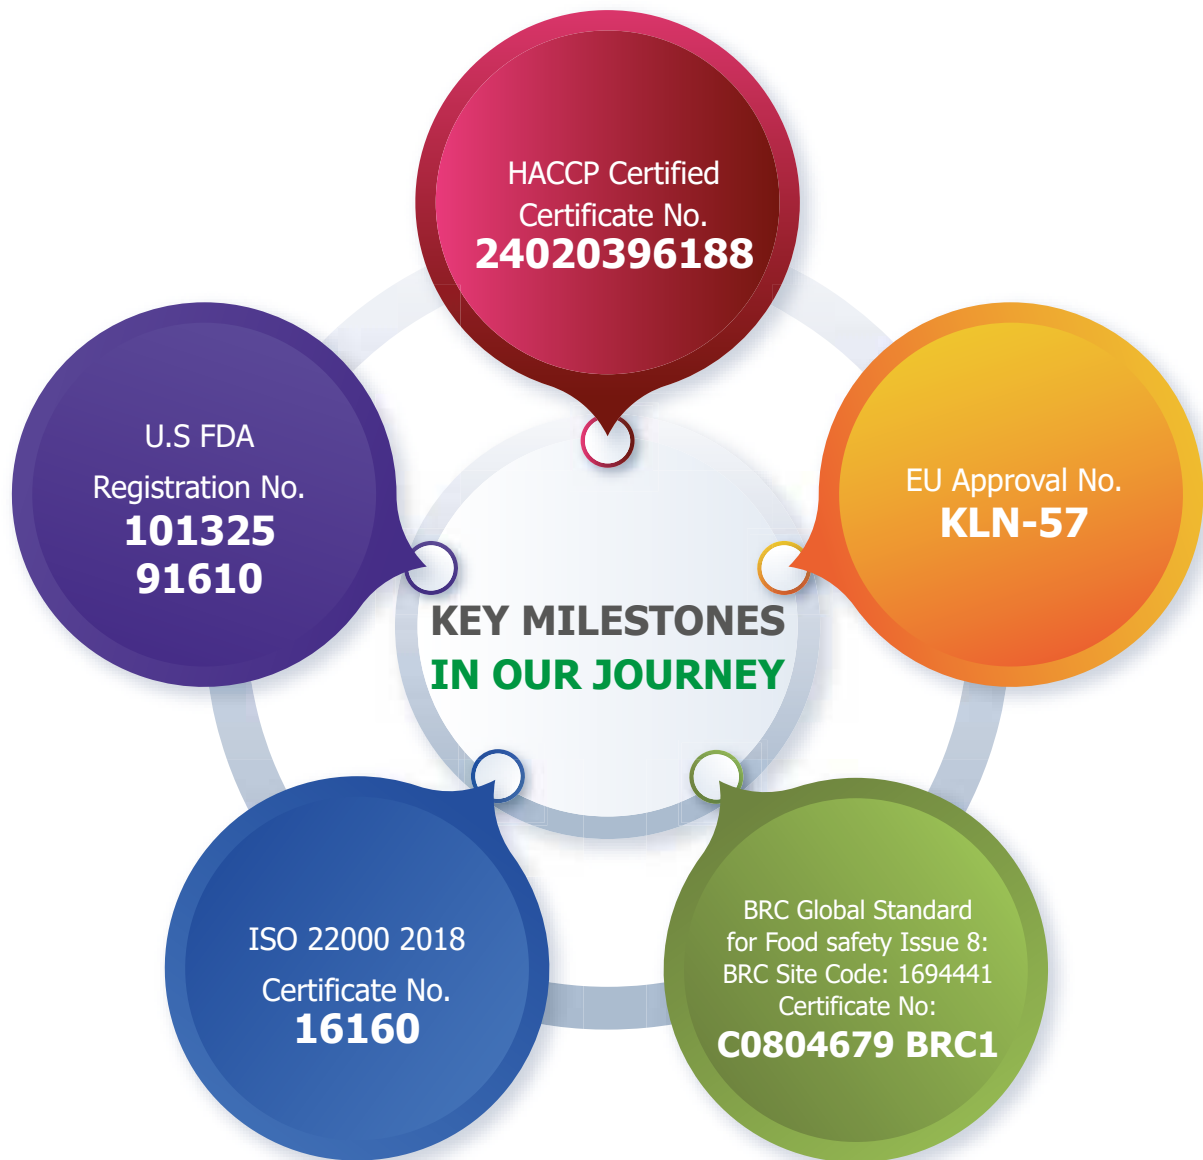 HACCP Certified
Certificate No.
24020396188
U.S FDA
Registration No.
101325
91610
EU Approval No.
KLN-57
KEY MILESTONES
IN OUR JOURNEY
ISO 22000 2018
Certificate No.
16160
BRC Global Standard
for Food safety Issue 8:
BRC Site Code: 1694441
Certificate No:
C0804679 BRC1